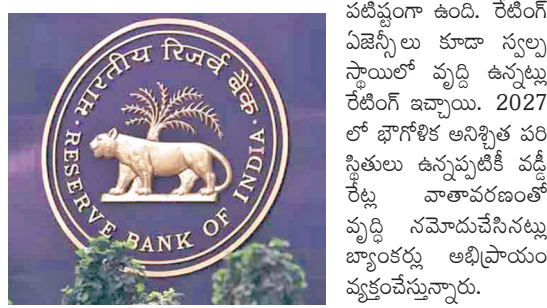 भारतीय रिज़र्व बैंक
RESERVE BANK OF INDIA
పటిష్టంగా ఉంది. రేటింగ్
ఏజెన్సీలు కూడా స్వల్ప
స్థాయిలో వృద్ధి ఉన్నట్లు
రేటింగ్ ఇచ్చాయి. 2027
లో భౌగోళిక అనిశ్చిత పరి
స్థితులు ఉన్నప్పటికీ వడ్డీ
రేట్ల వాతావరణంతో
వృద్ధి నమోదుచేసినట్లు
బ్యాంకర్లు అభిప్రాయం
వ్యక్తంచేస్తున్నారు.